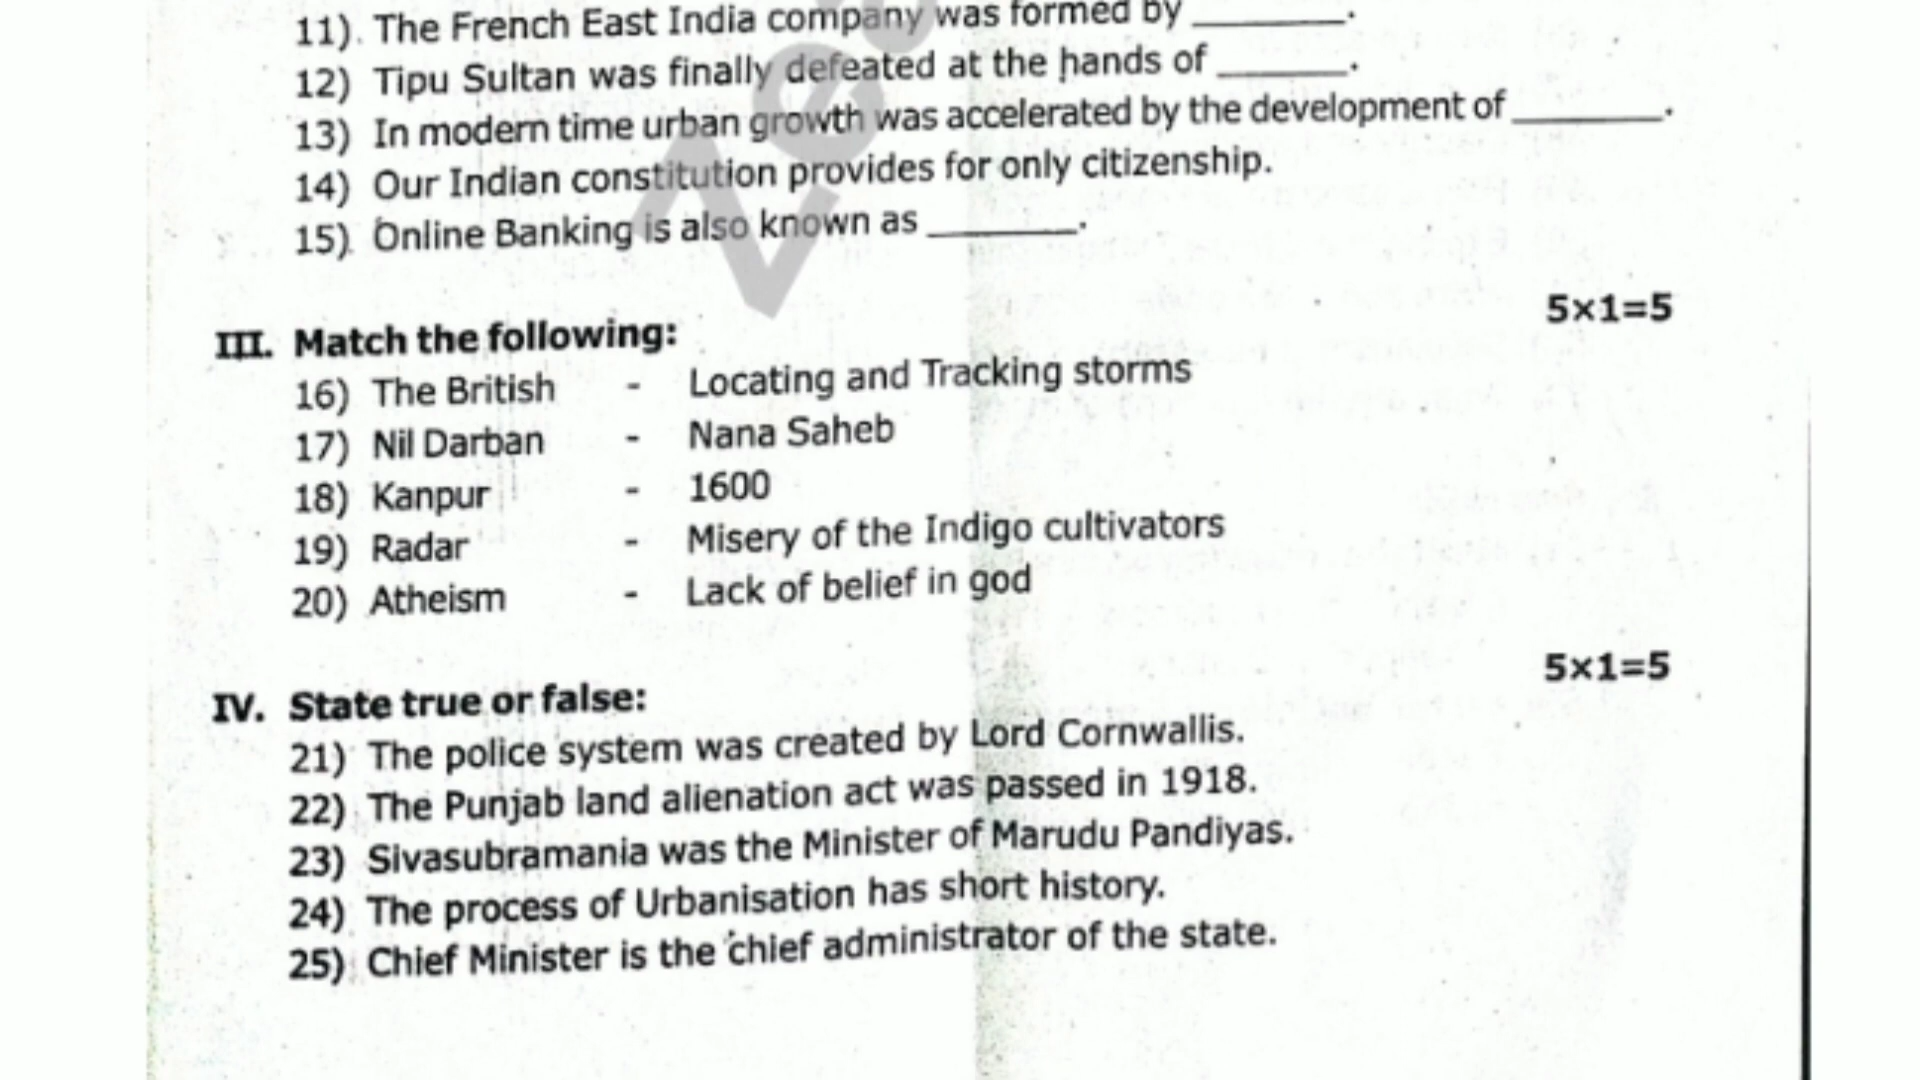 11). The French East India company was formed by ________.
12) Tipu Sultan was finally defeated at the hands of _______.
13) In modern time urban growth was accelerated by the development of ________.
14) Our Indian constitution provides for only citizenship.
15) Online Banking is also known as ________.
III. Match the following: 5×1=5
16) The British - Locating and Tracking storms
17) Nil Darban - Nana Saheb
18) Kanpur - 1600
19) Radar - Misery of the Indigo cultivators
20) Atheism - Lack of belief in god
IV. State true or false: 5×1=5
21) The police system was created by Lord Cornwallis.
22) The Punjab land alienation act was passed in 1918.
23) Sivasubramania was the Minister of Marudu Pandiyas.
24) The process of Urbanisation has short history.
25) Chief Minister is the chief administrator of the state.